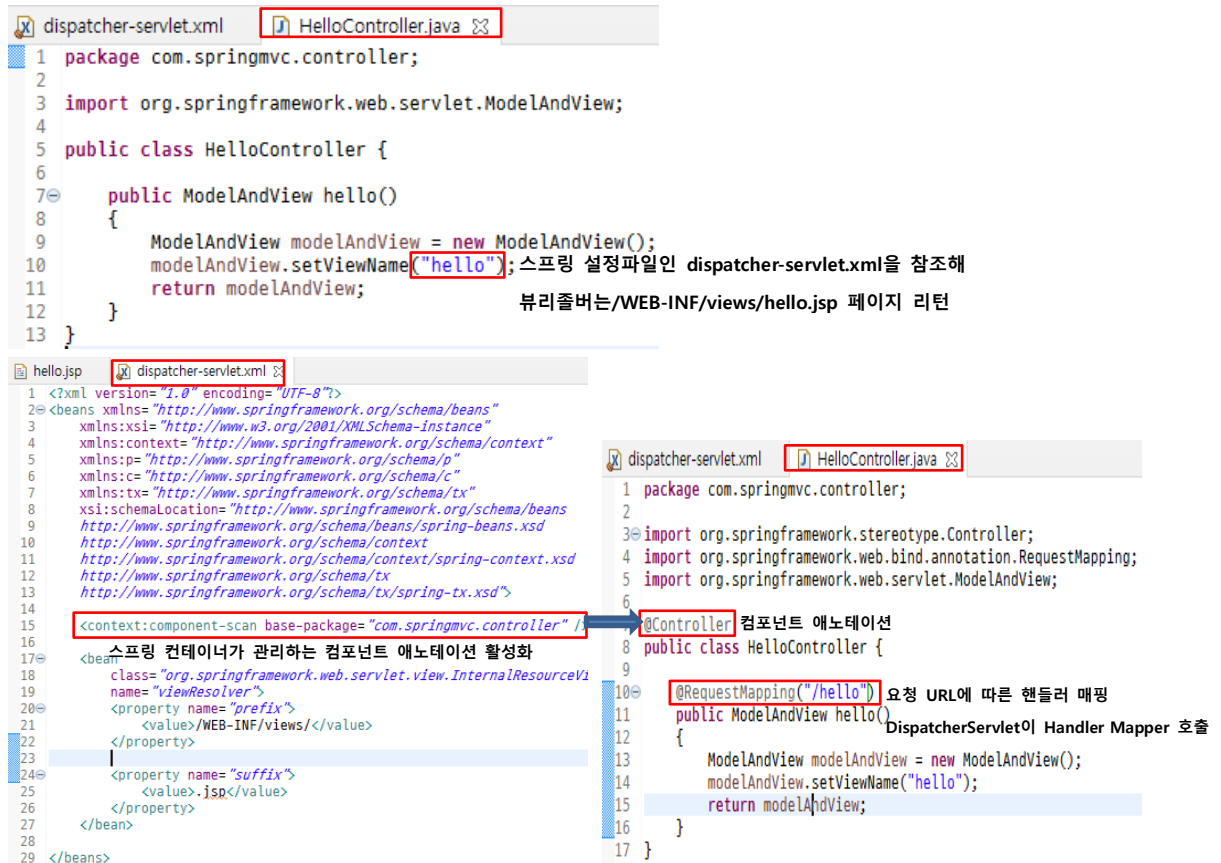 dispatcher-servlet.xml HelloController.java
1 package com.springmvc.controller;
2
3 import org.springframework.web.servlet.ModelAndView;
4
5 public class HelloController {
6
7 public ModelAndView hello()
8 {
9 ModelAndView modelAndView = new ModelAndView();
10 modelAndView.setViewName("hello"); 스프링 설정파일인 dispatcher-servlet.xml을 참조해
11 return modelAndView;
뷰리졸버는/WEB-INF/views/hello.jsp 페이지 리턴
12 }
13 }
hello.jsp dispatcher-servlet.xml
1 <?xml version="1.0" encoding="UTF-8"?>
2 <beans xmlns="http://www.springframework.org/schema/beans"
3 xmlns:xsi="http://www.w3.org/2001/XMLSchema-instance"
4 xmlns:context="http://www.springframework.org/schema/context"
5 xmlns:p="http://www.springframework.org/schema/p"
6 xmlns:c="http://www.springframework.org/schema/c"
7 xmlns:tx="http://www.springframework.org/schema/tx"
8 xsi:schemaLocation="http://www.springframework.org/schema/beans
9 http://www.springframework.org/schema/beans/spring-beans.xsd
10 http://www.springframework.org/schema/context
11 http://www.springframework.org/schema/context/spring-context.xsd
12 http://www.springframework.org/schema/tx
13 http://www.springframework.org/schema/tx/spring-tx.xsd">
14
15 <context:component-scan base-package="com.springmvc.controller" /
16
스프링 컨테이너가 관리하는 컴포넌트 애노테이션 활성화
17 <bean
18 class="org.springframework.web.servlet.view.InternalResourceVi
19 name="viewResolver">
20 <property name="prefix">
21 <value>/WEB-INF/views/</value>
22 </property>
23
24 <property name="suffix">
25 <value>.jsp</value>
26 </property>
27 </bean>
28
29 </beans>
dispatcher-servlet.xml HelloController.java
1 package com.springmvc.controller;
2
3 import org.springframework.stereotype.Controller;
4 import org.springframework.web.bind.annotation.RequestMapping;
5 import org.springframework.web.servlet.ModelAndView;
6
@Controller 컴포넌트 애노테이션
8 public class HelloController {
9
10 @RequestMapping("/hello") 요청 URL에 따른 핸들러 매핑
11 public ModelAndView hello()
DispatcherServlet이 Handler Mapper 호출
12 {
13 ModelAndView modelAndView = new ModelAndView();
14 modelAndView.setViewName("hello");
15 return modelAndView;
16 }
17 }